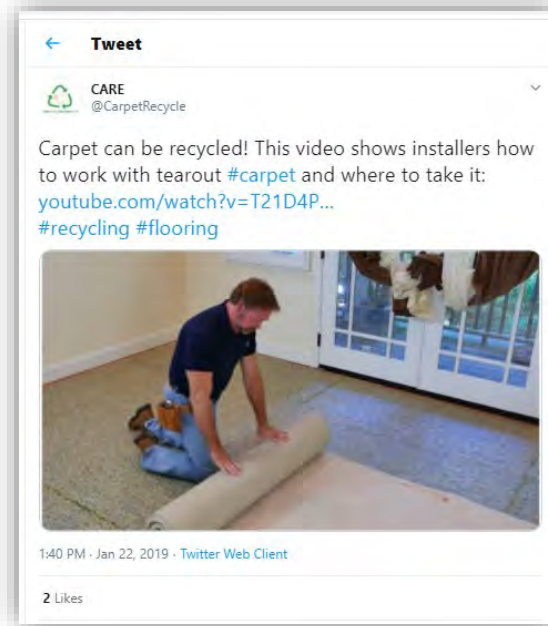 Tweet
CARE
@CarpetRecycle
Carpet can be recycled! This video shows installers how
to work with tearout #carpet and where to take it:
youtube.com/watch?v=T21D4P...
#recycling #flooring
1:40 PM · Jan 22, 2019 · Twitter Web Client
2 Likes